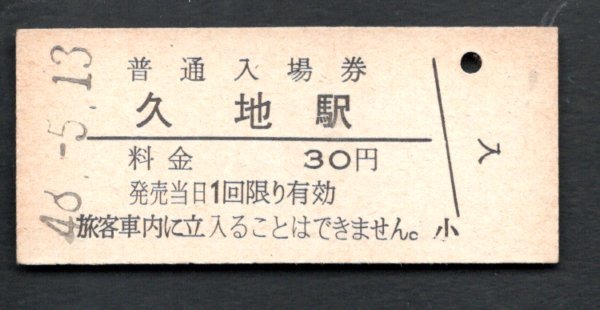 46.-5.13
普通入場券
久地駅
料金 30円
発売当日1回限り有効
旅客車内に立入ることはできません。
小
入